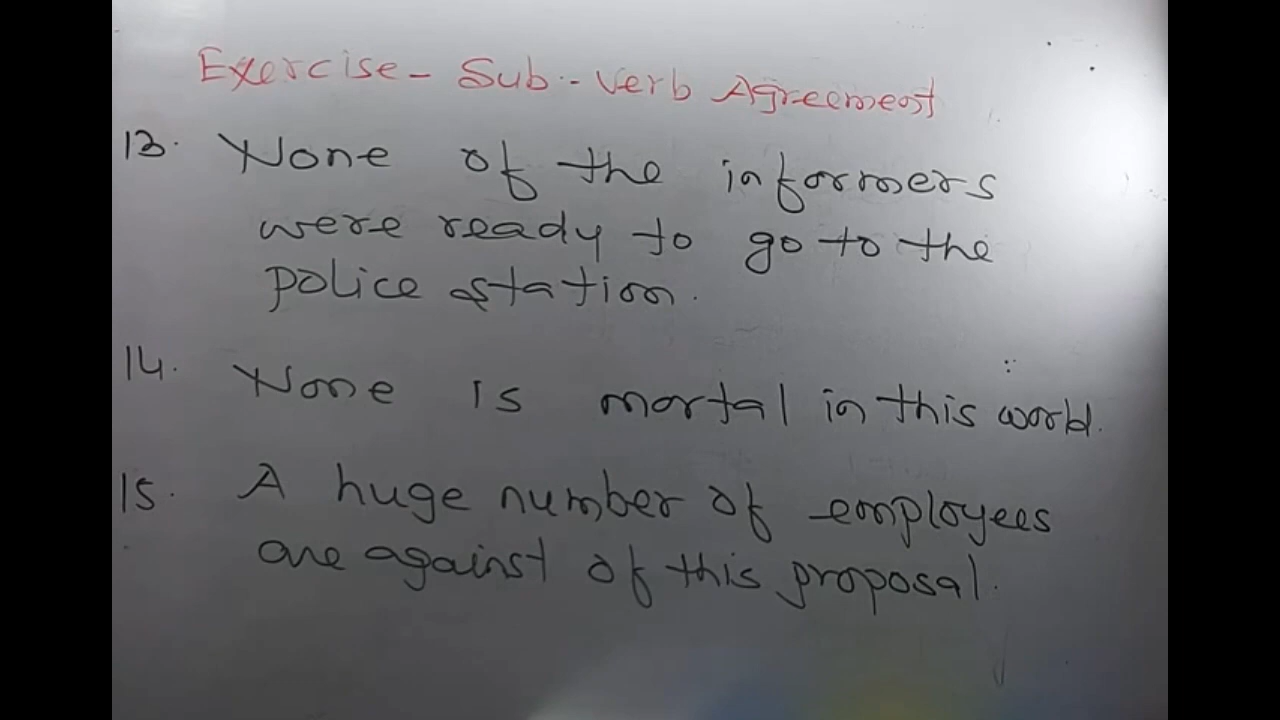 Exercise - Sub.- Verb Agreement
13. None of the informers
were ready to go to the
police station.
14. None is mortal in this world.
15. A huge number of employees
are against of this proposal.